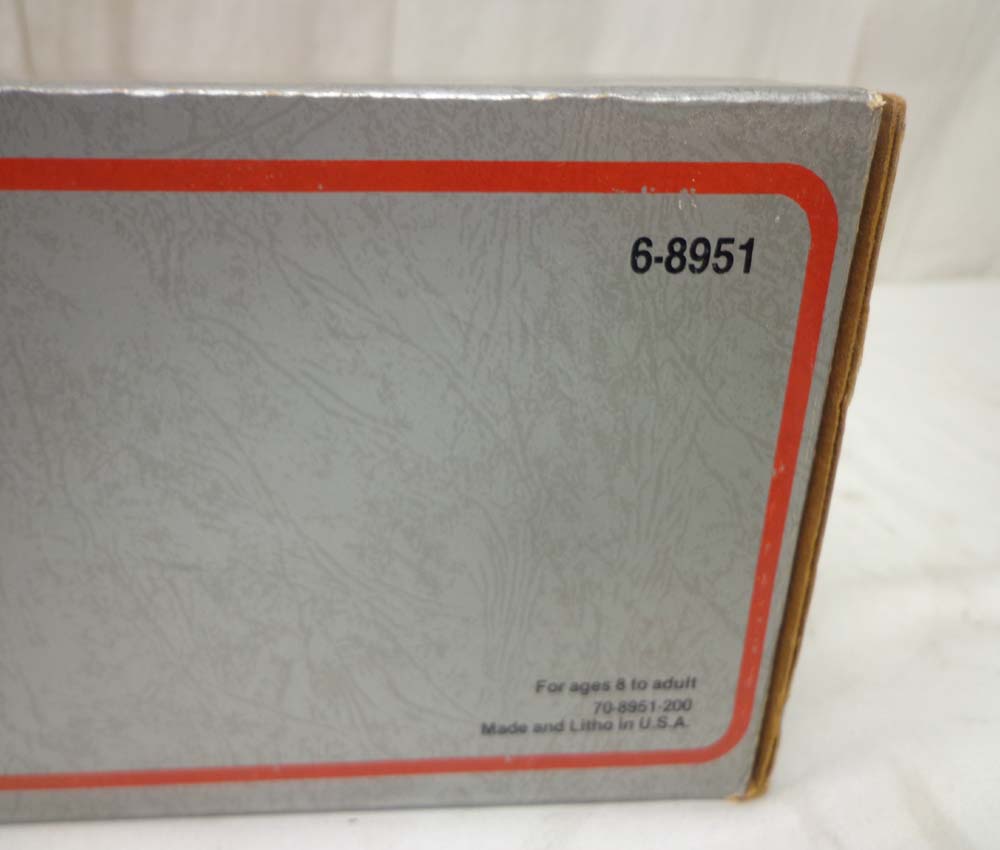 6-8951
For ages 8 to adult
70-8951-200
Made and Litho in U.S.A.